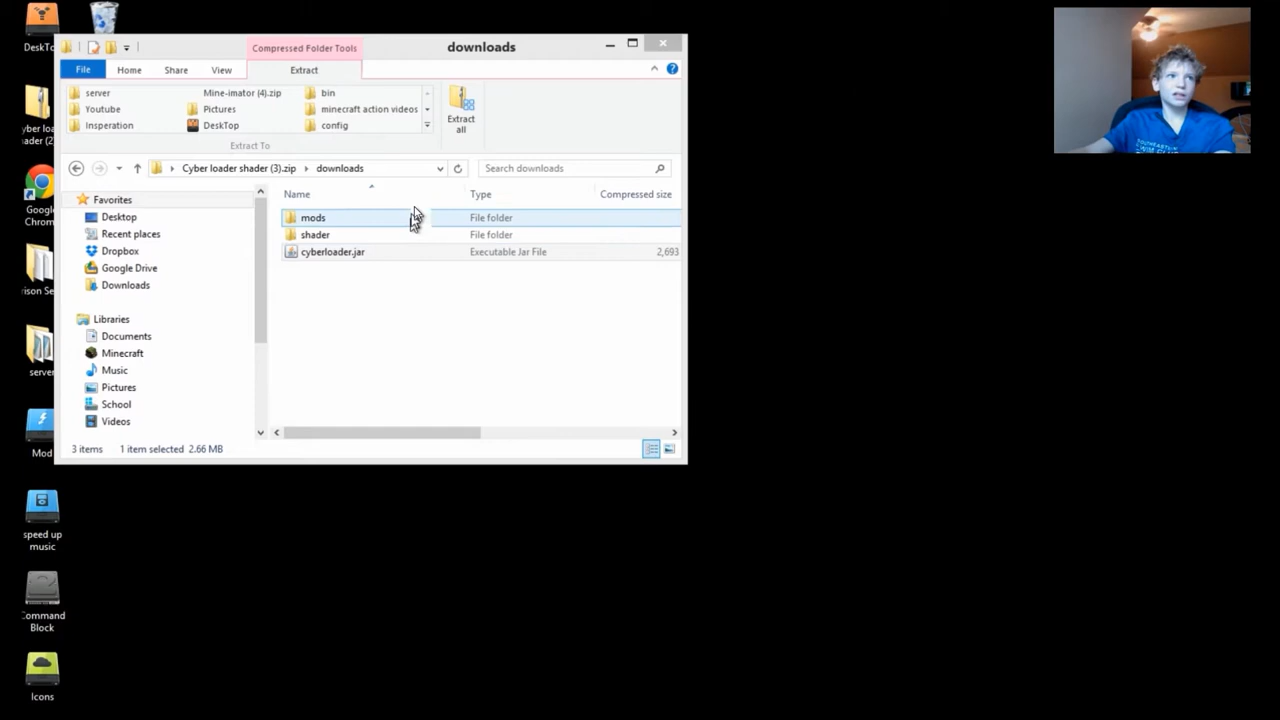 DeskTo
Compressed Folder Tools
downloads
File
Home
Share
View
Extract
server
Mine-imator (4).zip
bin
Youtube
Pictures
minecraft action videos
Insperation
DeskTop
config
Extract
all
Extract To
Cyber loader shader (3).zip
downloads
Search downloads
Name
Type
Compressed size
mods
File folder
shader
File folder
cyberloader.jar
Executable Jar File
2,693
Favorites
Desktop
Recent places
Dropbox
Google Drive
Downloads
Libraries
Documents
Minecraft
Music
Pictures
School
Videos
3 items
1 item selected 2.66 MB
yber loa
hader (2
Google
Chrom
rison Se
server
Mod
speed up
music
Command
Block
Icons